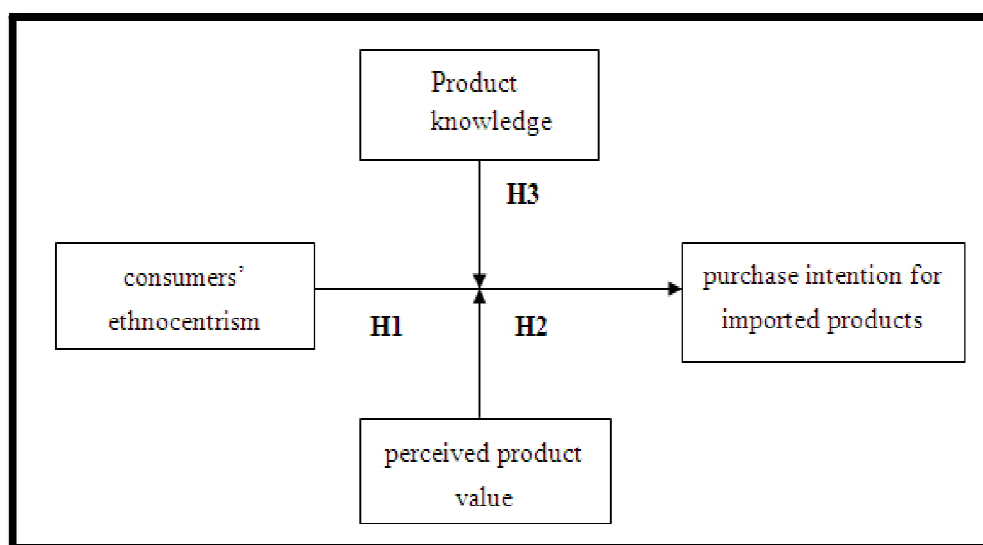 Product
knowledge
H3
consumers'
ethnocentrism
purchase intention for
imported products
H1
H2
perceived product
value